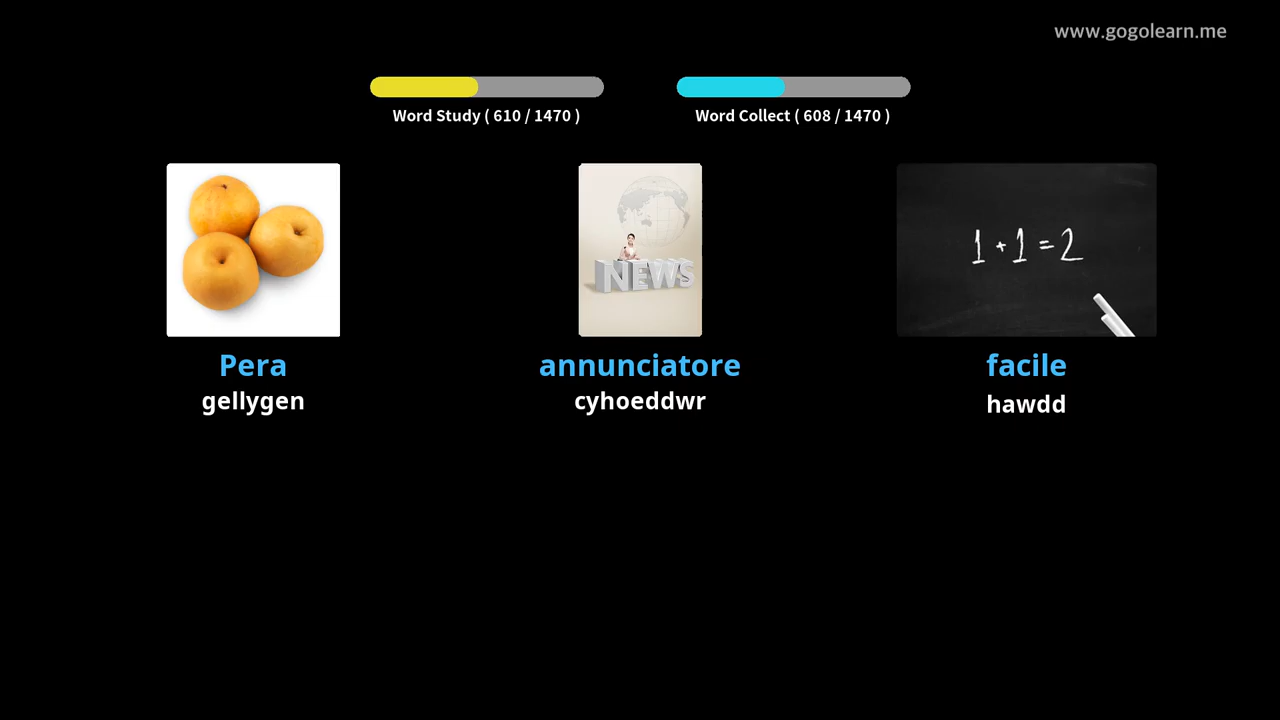 www.gogolearn.me
Word Study ( 610 / 1470 )
Word Collect ( 608 / 1470 )
NEWS
1 + 1 = 2
Pera
annunciatore
facile
gellygen
cyhoeddwr
hawdd